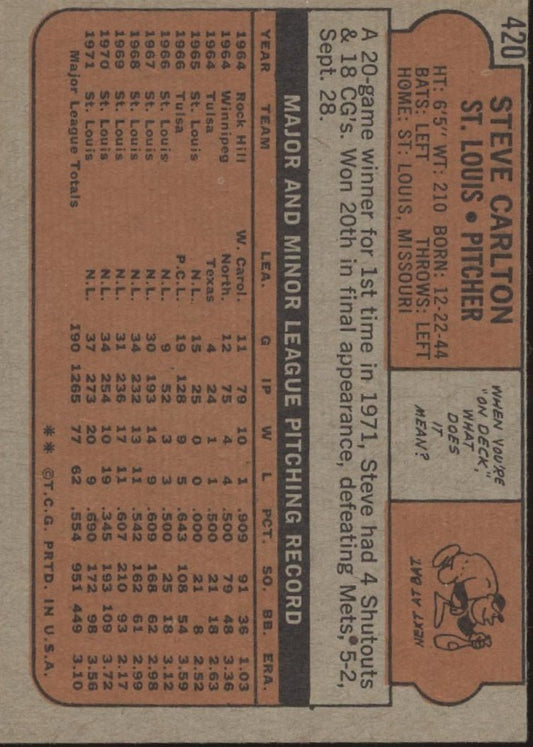 420
STEVE CARLTON
ST. LOUIS • PITCHER
HT: 6'5" WT: 210 BORN: 12-22-44
BATS: LEFT THROWS: LEFT
HOME: ST. LOUIS, MISSOURI
WHEN YOU'RE
"ON DECK,"
WHAT
DOES
IT
MEAN?
NEXT AT BAT
A 20-game winner for 1st time in 1971, Steve had 4 Shutouts
& 18 CG's. Won 20th in final appearance, defeating Mets, 5-2,
Sept. 28.
MAJOR AND MINOR LEAGUE PITCHING RECORD
YEAR TEAM LEA. G IP W L PCT. SO. BB. ERA.
1964 Rock Hill W. Carol. 11 79 10 1 .909 91 36 1.03
1964 Winnipeg North. 12 75 4 4 .500 79 48 3.36
1964 Tulsa Texas 4 24 1 1 .500 21 18 2.63
1965 St. Louis N.L. 15 25 0 0 .000 21 8 2.52
1966 Tulsa P.C.L. 19 128 9 5 .643 108 54 3.59
1966 St. Louis N.L. 9 52 3 3 .500 25 18 3.12
1967 St. Louis N.L. 30 193 14 9 .609 168 62 2.98
1968 St. Louis N.L. 34 232 13 11 .542 162 61 2.99
1969 St. Louis N.L. 31 236 17 11 .607 210 93 2.17
1970 St. Louis N.L. 34 254 10 19 .345 193 109 3.72
1971 St. Louis N.L. 37 273 20 9 .690 172 98 3.56
Major League Totals 190 1265 77 62 .554 951 449 3.10
** ©T.C.G. PRTD. IN U.S.A.